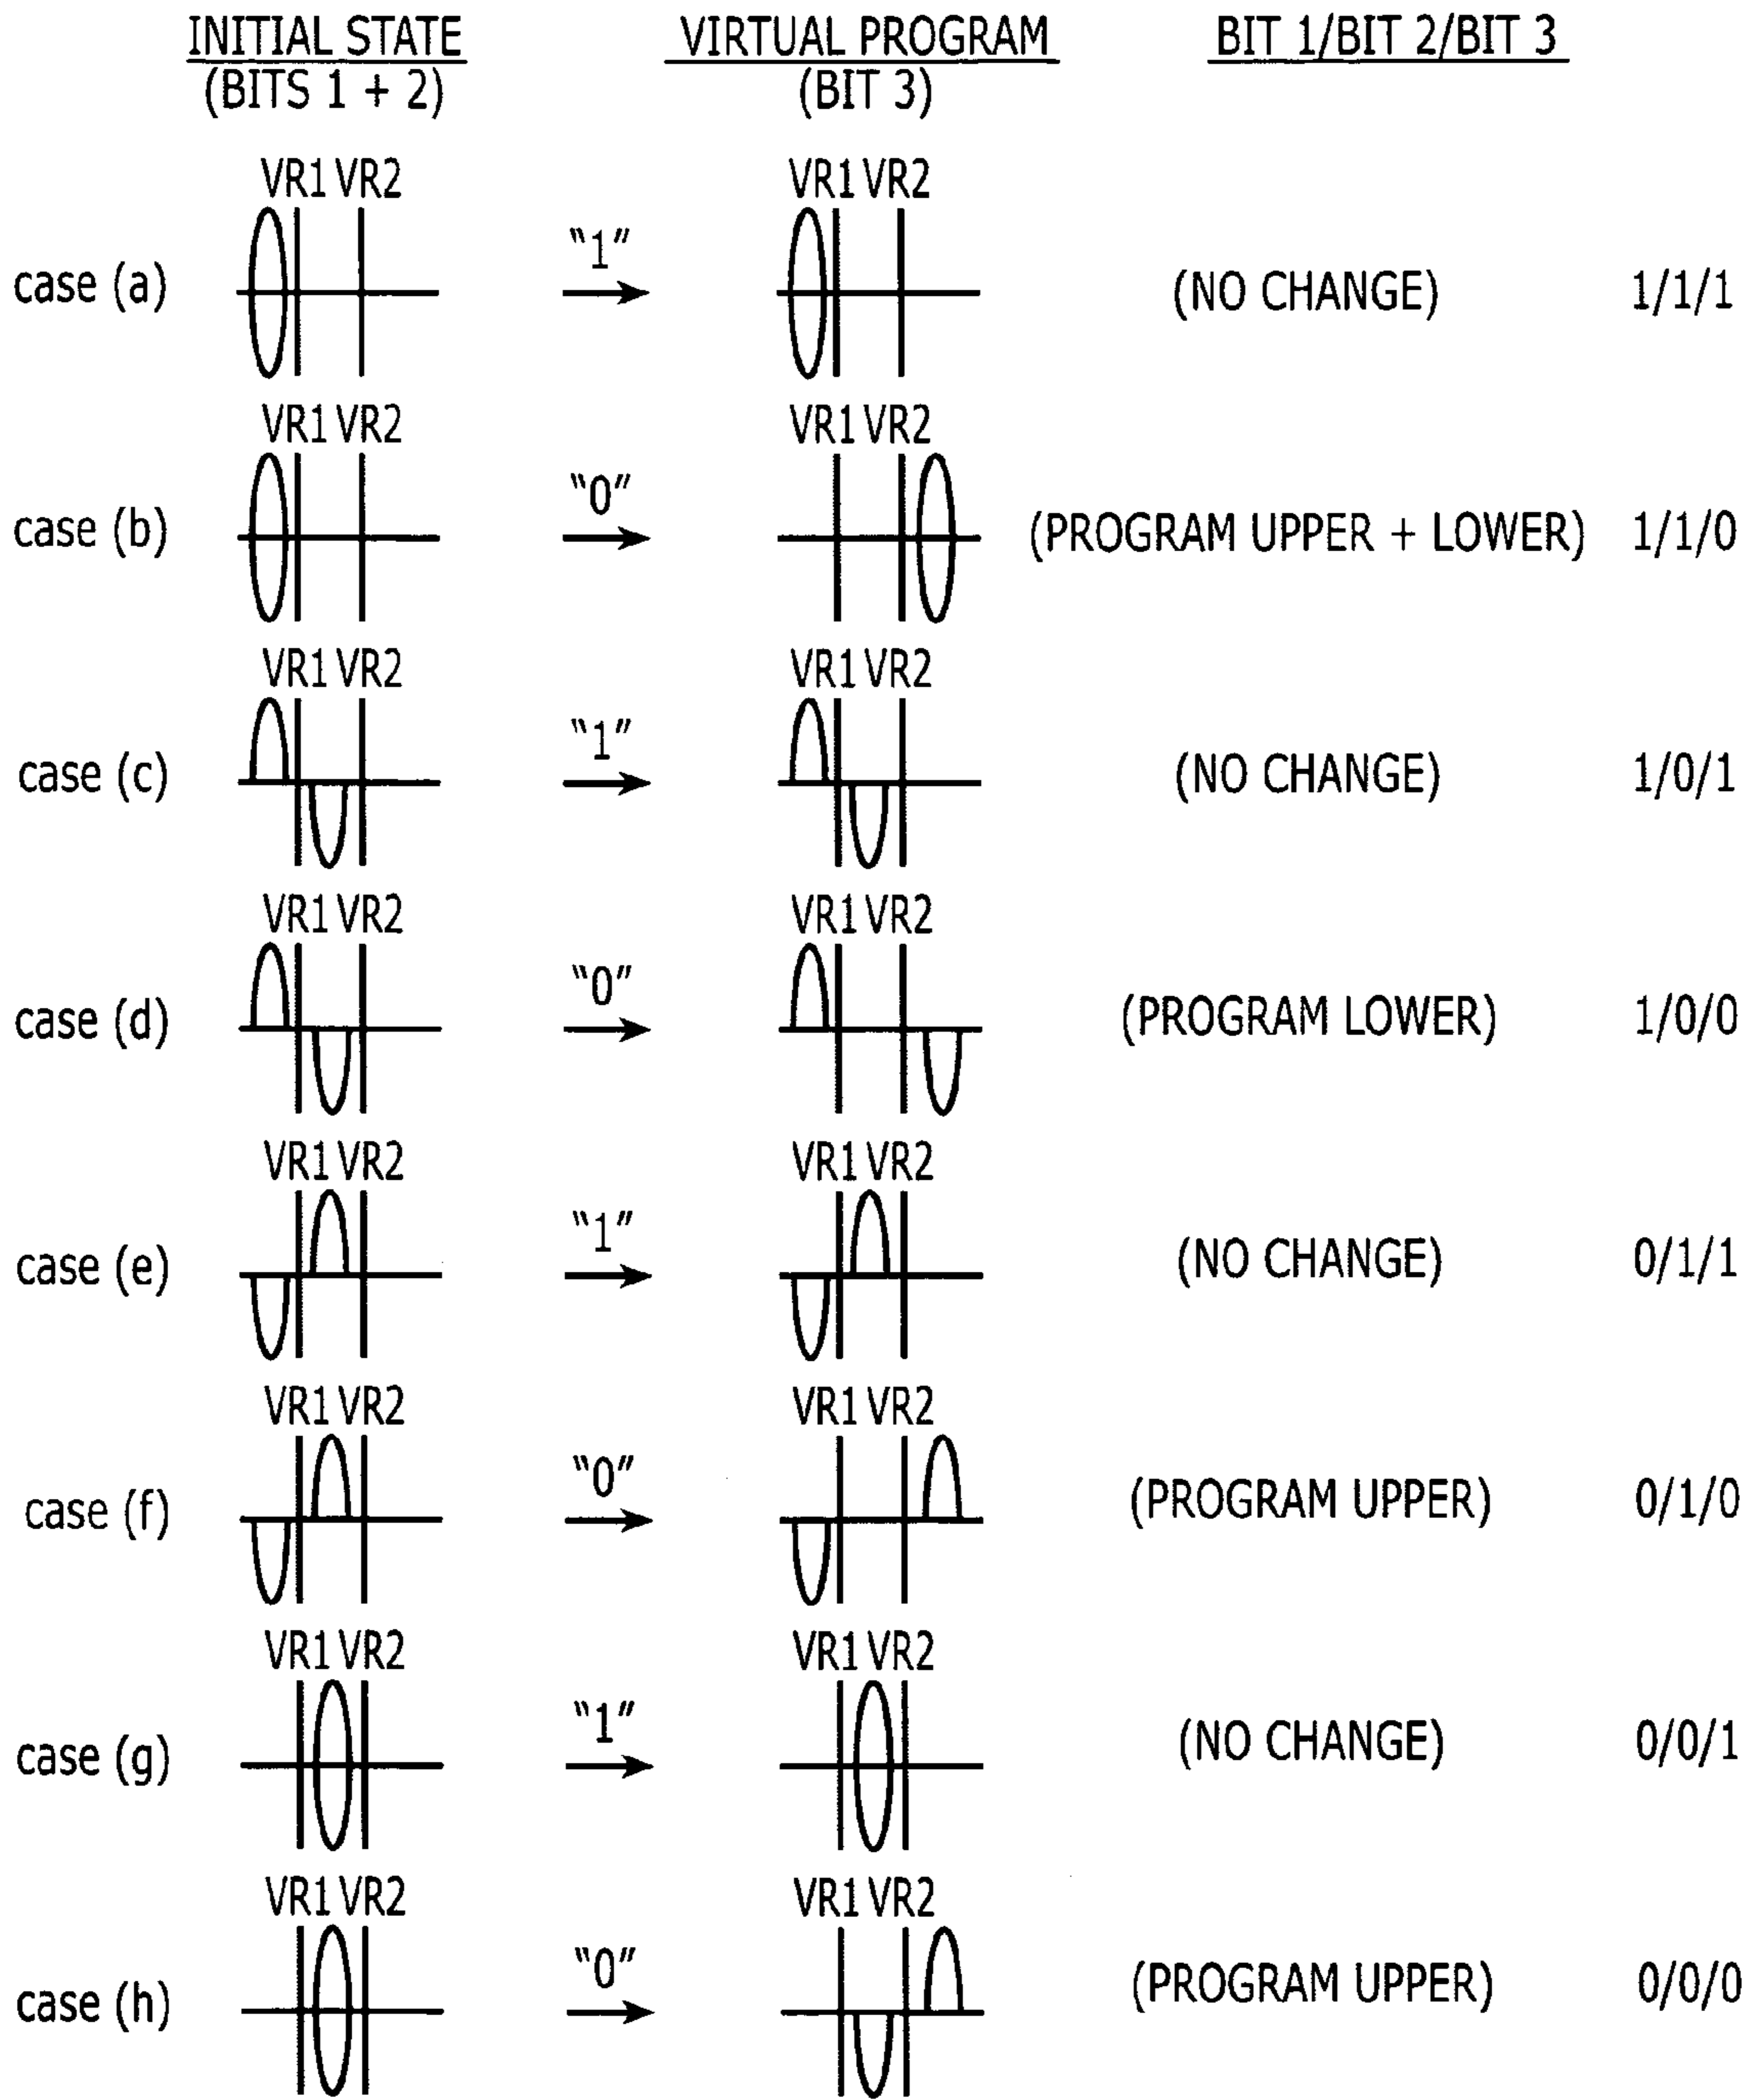 INITIAL STATE VIRTUAL PROGRAM BIT 1/BIT 2/BIT 3
(BITS 1 + 2) (BIT 3)
VR1 VR2 VR1 VR2
case (a) "1" (NO CHANGE) 1/1/1
VR1 VR2 VR1 VR2
case (b) "0" (PROGRAM UPPER + LOWER) 1/1/0
VR1 VR2 VR1 VR2
case (c) "1" (NO CHANGE) 1/0/1
VR1 VR2 VR1 VR2
case (d) "0" (PROGRAM LOWER) 1/0/0
VR1 VR2 VR1 VR2
case (e) "1" (NO CHANGE) 0/1/1
VR1 VR2 VR1 VR2
case (f) "0" (PROGRAM UPPER) 0/1/0
VR1 VR2 VR1 VR2
case (g) "1" (NO CHANGE) 0/0/1
VR1 VR2 VR1 VR2
case (h) "0" (PROGRAM UPPER) 0/0/0